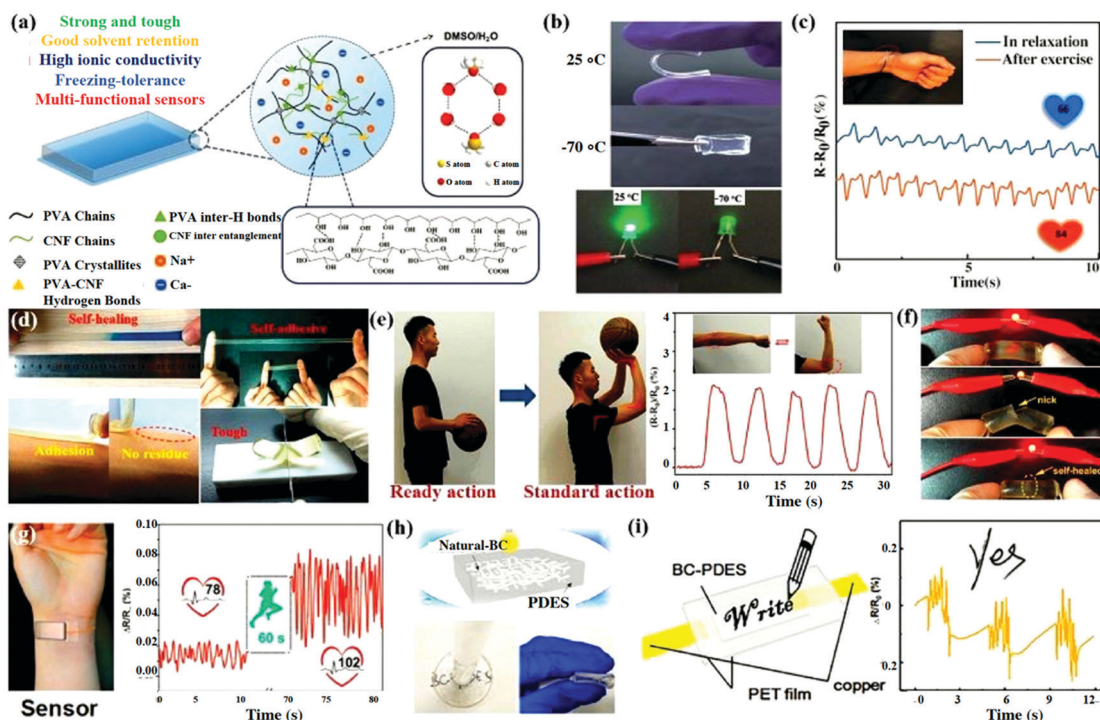 (a)
Strong and tough
Good solvent retention
High ionic conductivity
Freezing-tolerance
Multi-functional sensors
DMSO/H₂O
S atom
C atom
O atom
H atom
PVA Chains
CNF Chains
PVA Crystallites
PVA-CNF
Hydrogen Bonds
PVA inter-H bonds
CNF inter entanglement
Na+
Ca-
(b)
25 °C
-70 °C
25 °C
-70 °C
(c)
R-R₀/R₀(%)
In relaxation
After exercise
66
84
0
5
10
Time(s)
(d)
Self-healing
Self-adhesive
Adhesion
No residue
Tough
(e)
Ready action
Standard action
(R-R₀)/R₀ (%)
4
3
2
1
0
0 5 10 15 20 25 30
Time (s)
(f)
nick
self-healed
(g)
Sensor
ΔR/R₀ (%)
0.10
0.08
0.06
0.04
0.02
0.00
78
60 s
102
0 5 10 70 75 80
Time (s)
(h)
Natural-BC
PDES
(i)
BC-PDES
Write
PET film
copper
ΔR/R₀ (%)
0.2
0
0.2
Yes
0 3 6 9 12
Time (s)